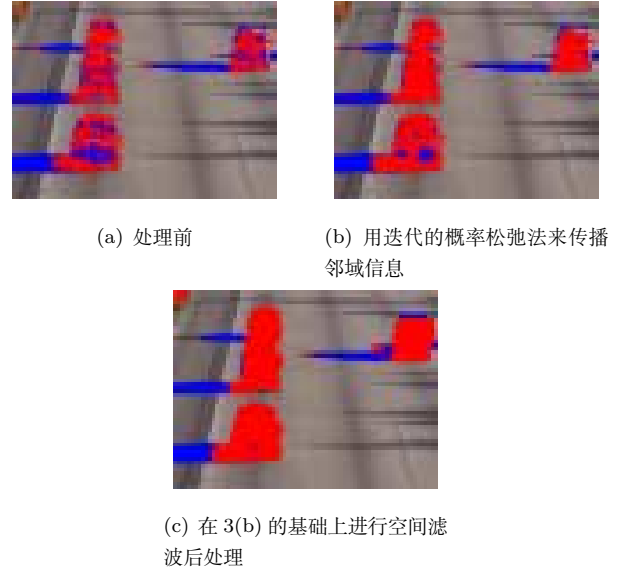 (a) 处理前
(b) 用迭代的概率松弛法来传播
邻域信息
(c) 在 3(b) 的基础上进行空间滤
波后处理